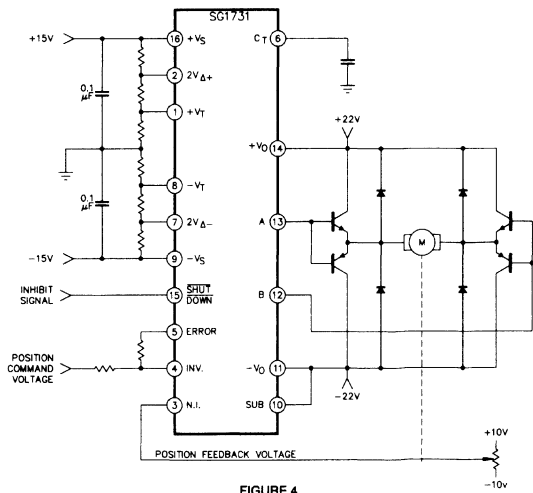 SG1731
+15V
16 +VS
CT 6
2 2VΔ+
0.1
µF
1 +VT
+22V
+VO 14
8 −VT
0.1
µF
7 2VΔ−
A 13
M
−15V
9 −VS
INHIBIT
SIGNAL
15 SHUT
DOWN
B 12
5 ERROR
POSITION
COMMAND
VOLTAGE
4 INV.
−VO 11
−22V
3 N.I.
SUB 10
POSITION FEEDBACK VOLTAGE
+10V
−10v
FIGURE 4